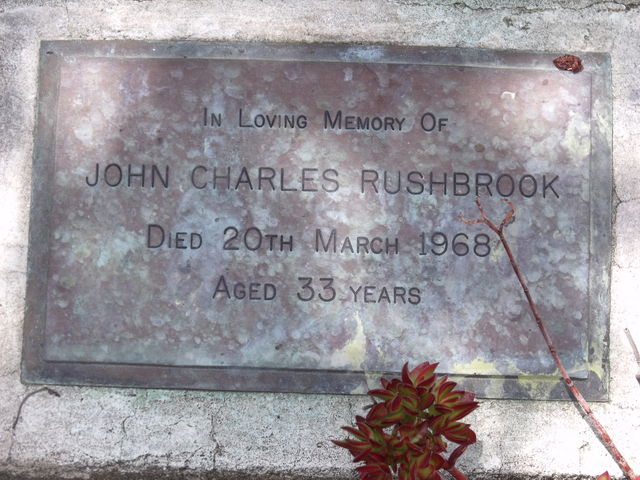 In Loving Memory Of
JOHN CHARLES RUSHBROOK
Died 20th March 1968
Aged 33 years